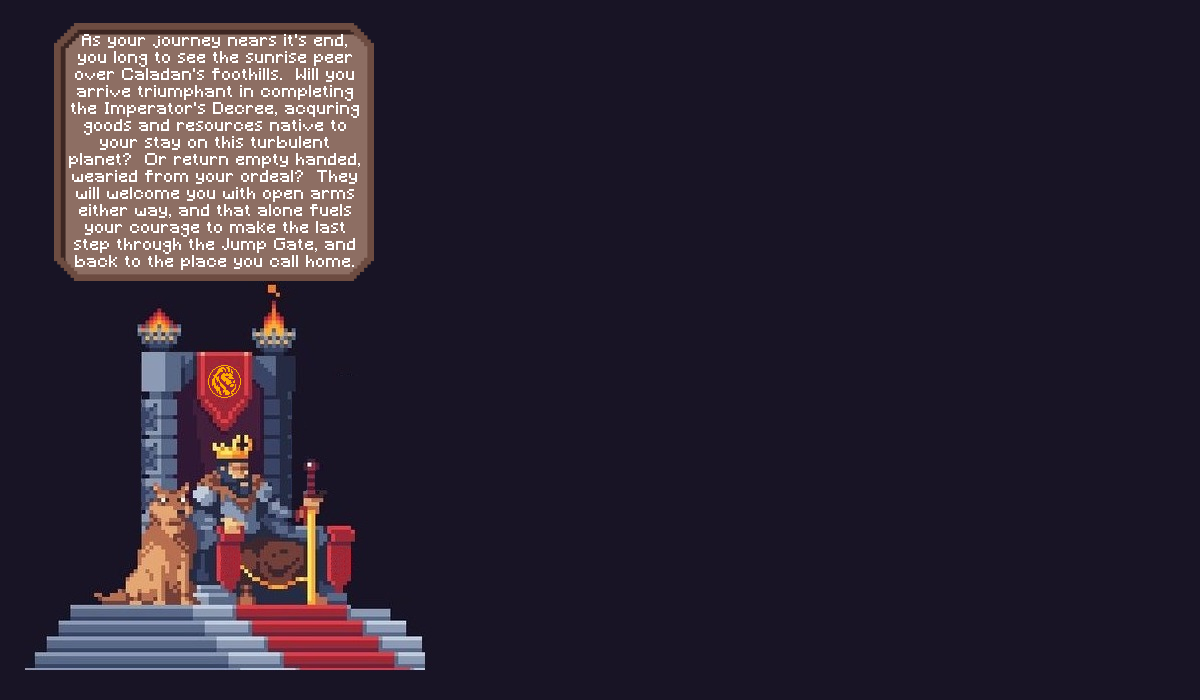 As your journey nears it's end,
you long to see the sunrise peer
over Caladan's foothills.  Will you
arrive triumphant in completing
the Imperator's Decree, acquring
goods and resources native to
your stay on this turbulent
planet?  Or return empty handed,
wearied from your ordeal?  They
will welcome you with open arms
either way, and that alone fuels
your courage to make the last
step through the Jump Gate, and
back to the place you call home.